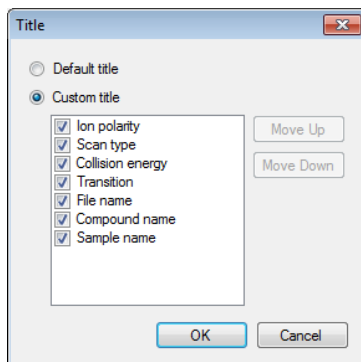 Title
Default title
Custom title
Ion polarity
Scan type
Collision energy
Transition
File name
Compound name
Sample name
Move Up
Move Down
OK
Cancel